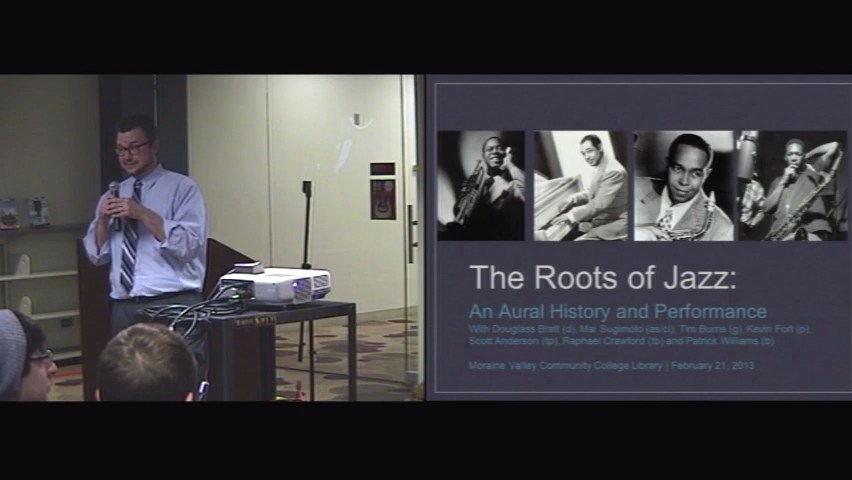 The Roots of Jazz:
An Aural History and Performance
With Douglass Bratt (d), Mai Sugimoto (as/cl), Tim Burns (g), Kevin Fort (p),
Scott Anderson (tp), Raphael Crawford (tb) and Patrick Williams (b)
Moraine Valley Community College Library | February 21, 2013